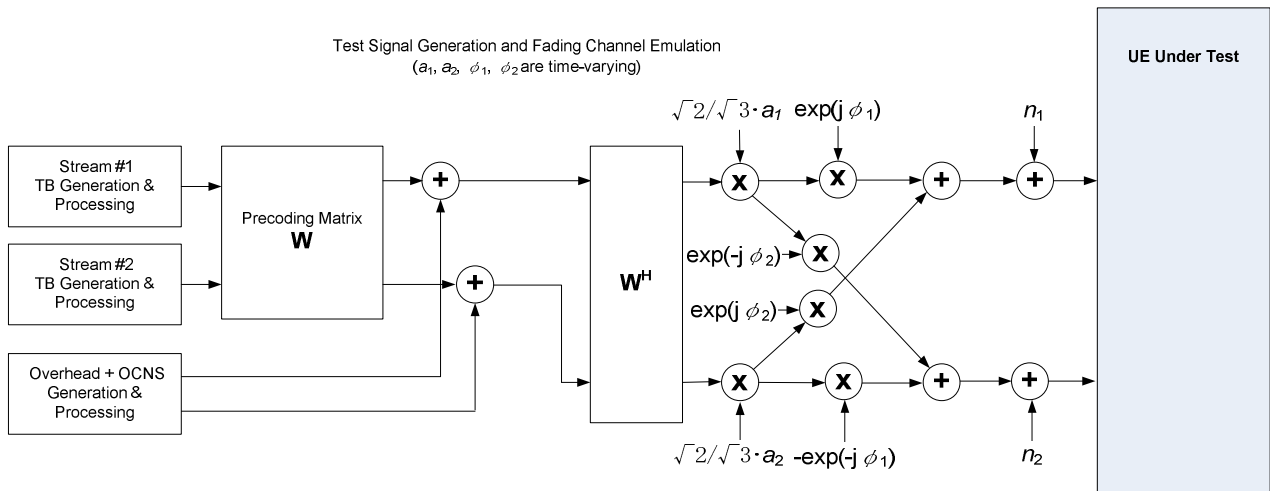 Test Signal Generation and Fading Channel Emulation
(a₁, a₂, ϕ₁, ϕ₂ are time-varying)
UE Under Test
√2/√3·a₁
exp(j ϕ₁)
n₁
Stream #1
TB Generation &
Processing
Precoding Matrix
W
+
X
X
+
+
Stream #2
TB Generation &
Processing
+
Wᴴ
exp(-j ϕ₂)
X
exp(j ϕ₂)
X
Overhead + OCNS
Generation &
Processing
X
X
+
+
√2/√3·a₂
-exp(-j ϕ₁)
n₂